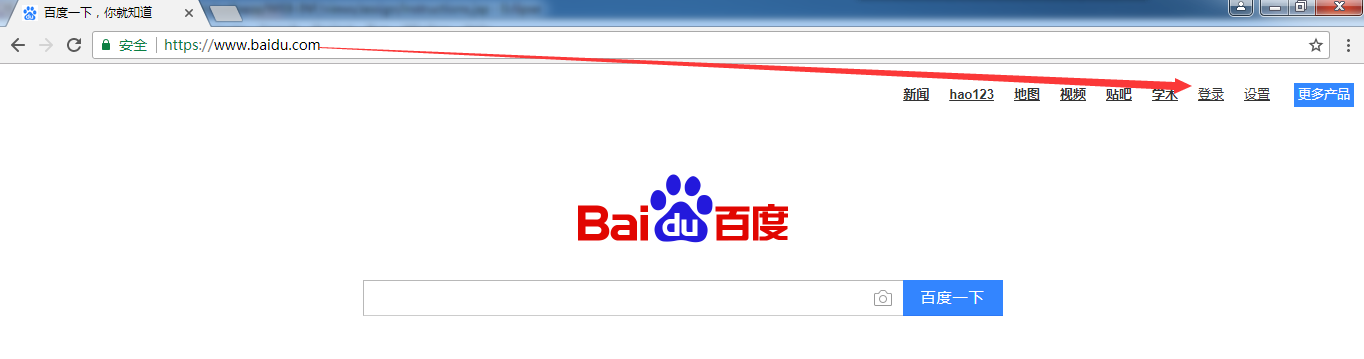 百度一下，你就知道
安全 https://www.baidu.com
新闻 hao123 地图 视频 贴吧 学术 登录 设置 更多产品
Bai du 百度
百度一下